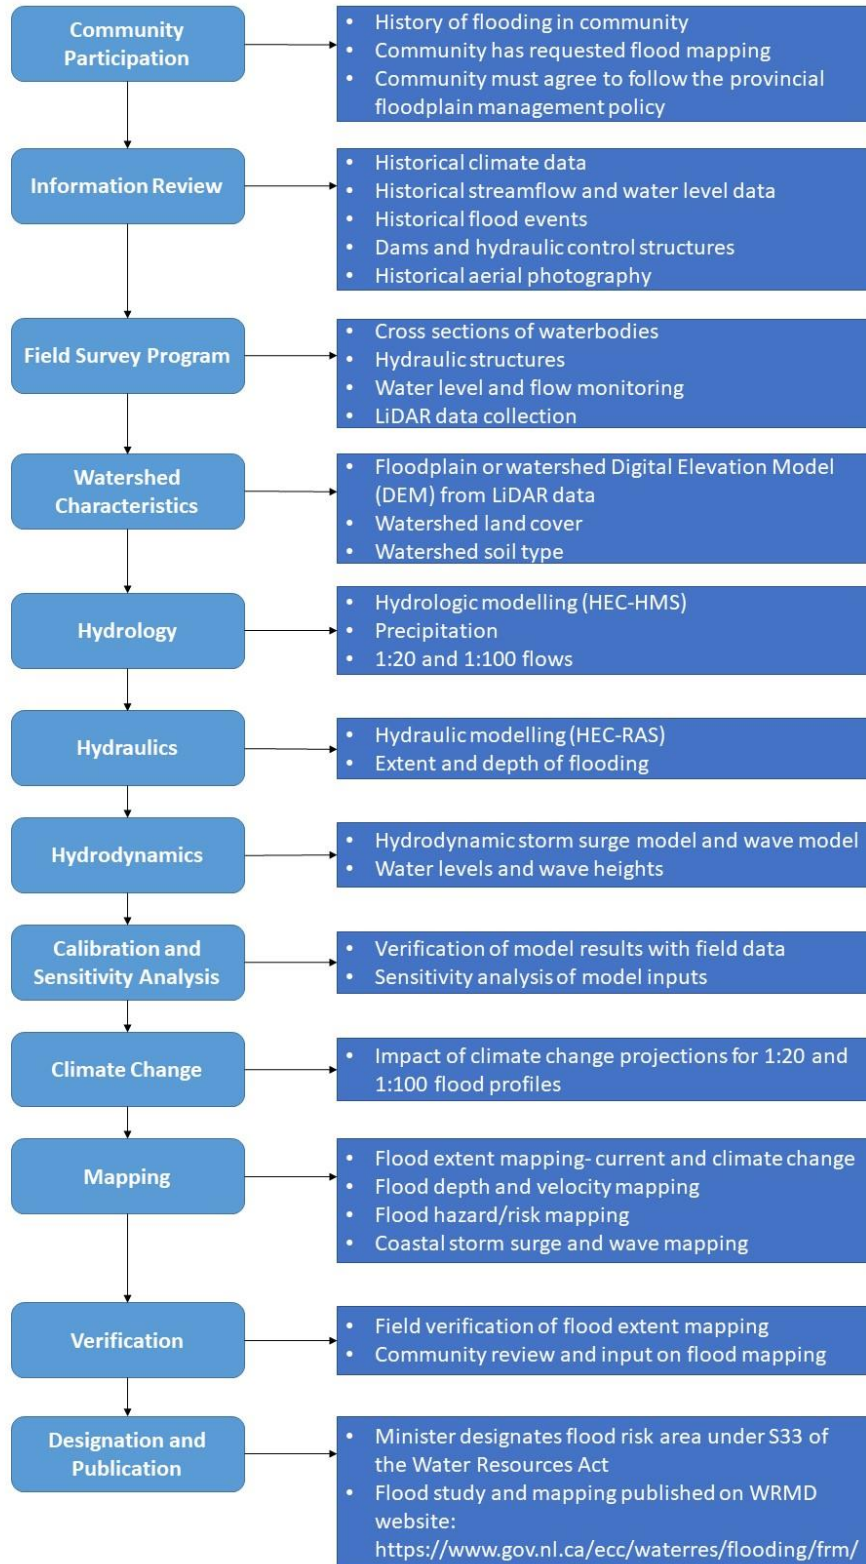 Community
Participation
• History of flooding in community
• Community has requested flood mapping
• Community must agree to follow the provincial
floodplain management policy
Information Review
• Historical climate data
• Historical streamflow and water level data
• Historical flood events
• Dams and hydraulic control structures
• Historical aerial photography
Field Survey Program
• Cross sections of waterbodies
• Hydraulic structures
• Water level and flow monitoring
• LiDAR data collection
Watershed
Characteristics
• Floodplain or watershed Digital Elevation Model
(DEM) from LiDAR data
• Watershed land cover
• Watershed soil type
Hydrology
• Hydrologic modelling (HEC-HMS)
• Precipitation
• 1:20 and 1:100 flows
Hydraulics
• Hydraulic modelling (HEC-RAS)
• Extent and depth of flooding
Hydrodynamics
• Hydrodynamic storm surge model and wave model
• Water levels and wave heights
Calibration and
Sensitivity Analysis
• Verification of model results with field data
• Sensitivity analysis of model inputs
Climate Change
• Impact of climate change projections for 1:20 and
1:100 flood profiles
Mapping
• Flood extent mapping- current and climate change
• Flood depth and velocity mapping
• Flood hazard/risk mapping
• Coastal storm surge and wave mapping
Verification
• Field verification of flood extent mapping
• Community review and input on flood mapping
Designation and
Publication
• Minister designates flood risk area under S33 of
the Water Resources Act
• Flood study and mapping published on WRMD
website:
https://www.gov.nl.ca/ecc/waterres/flooding/frm/